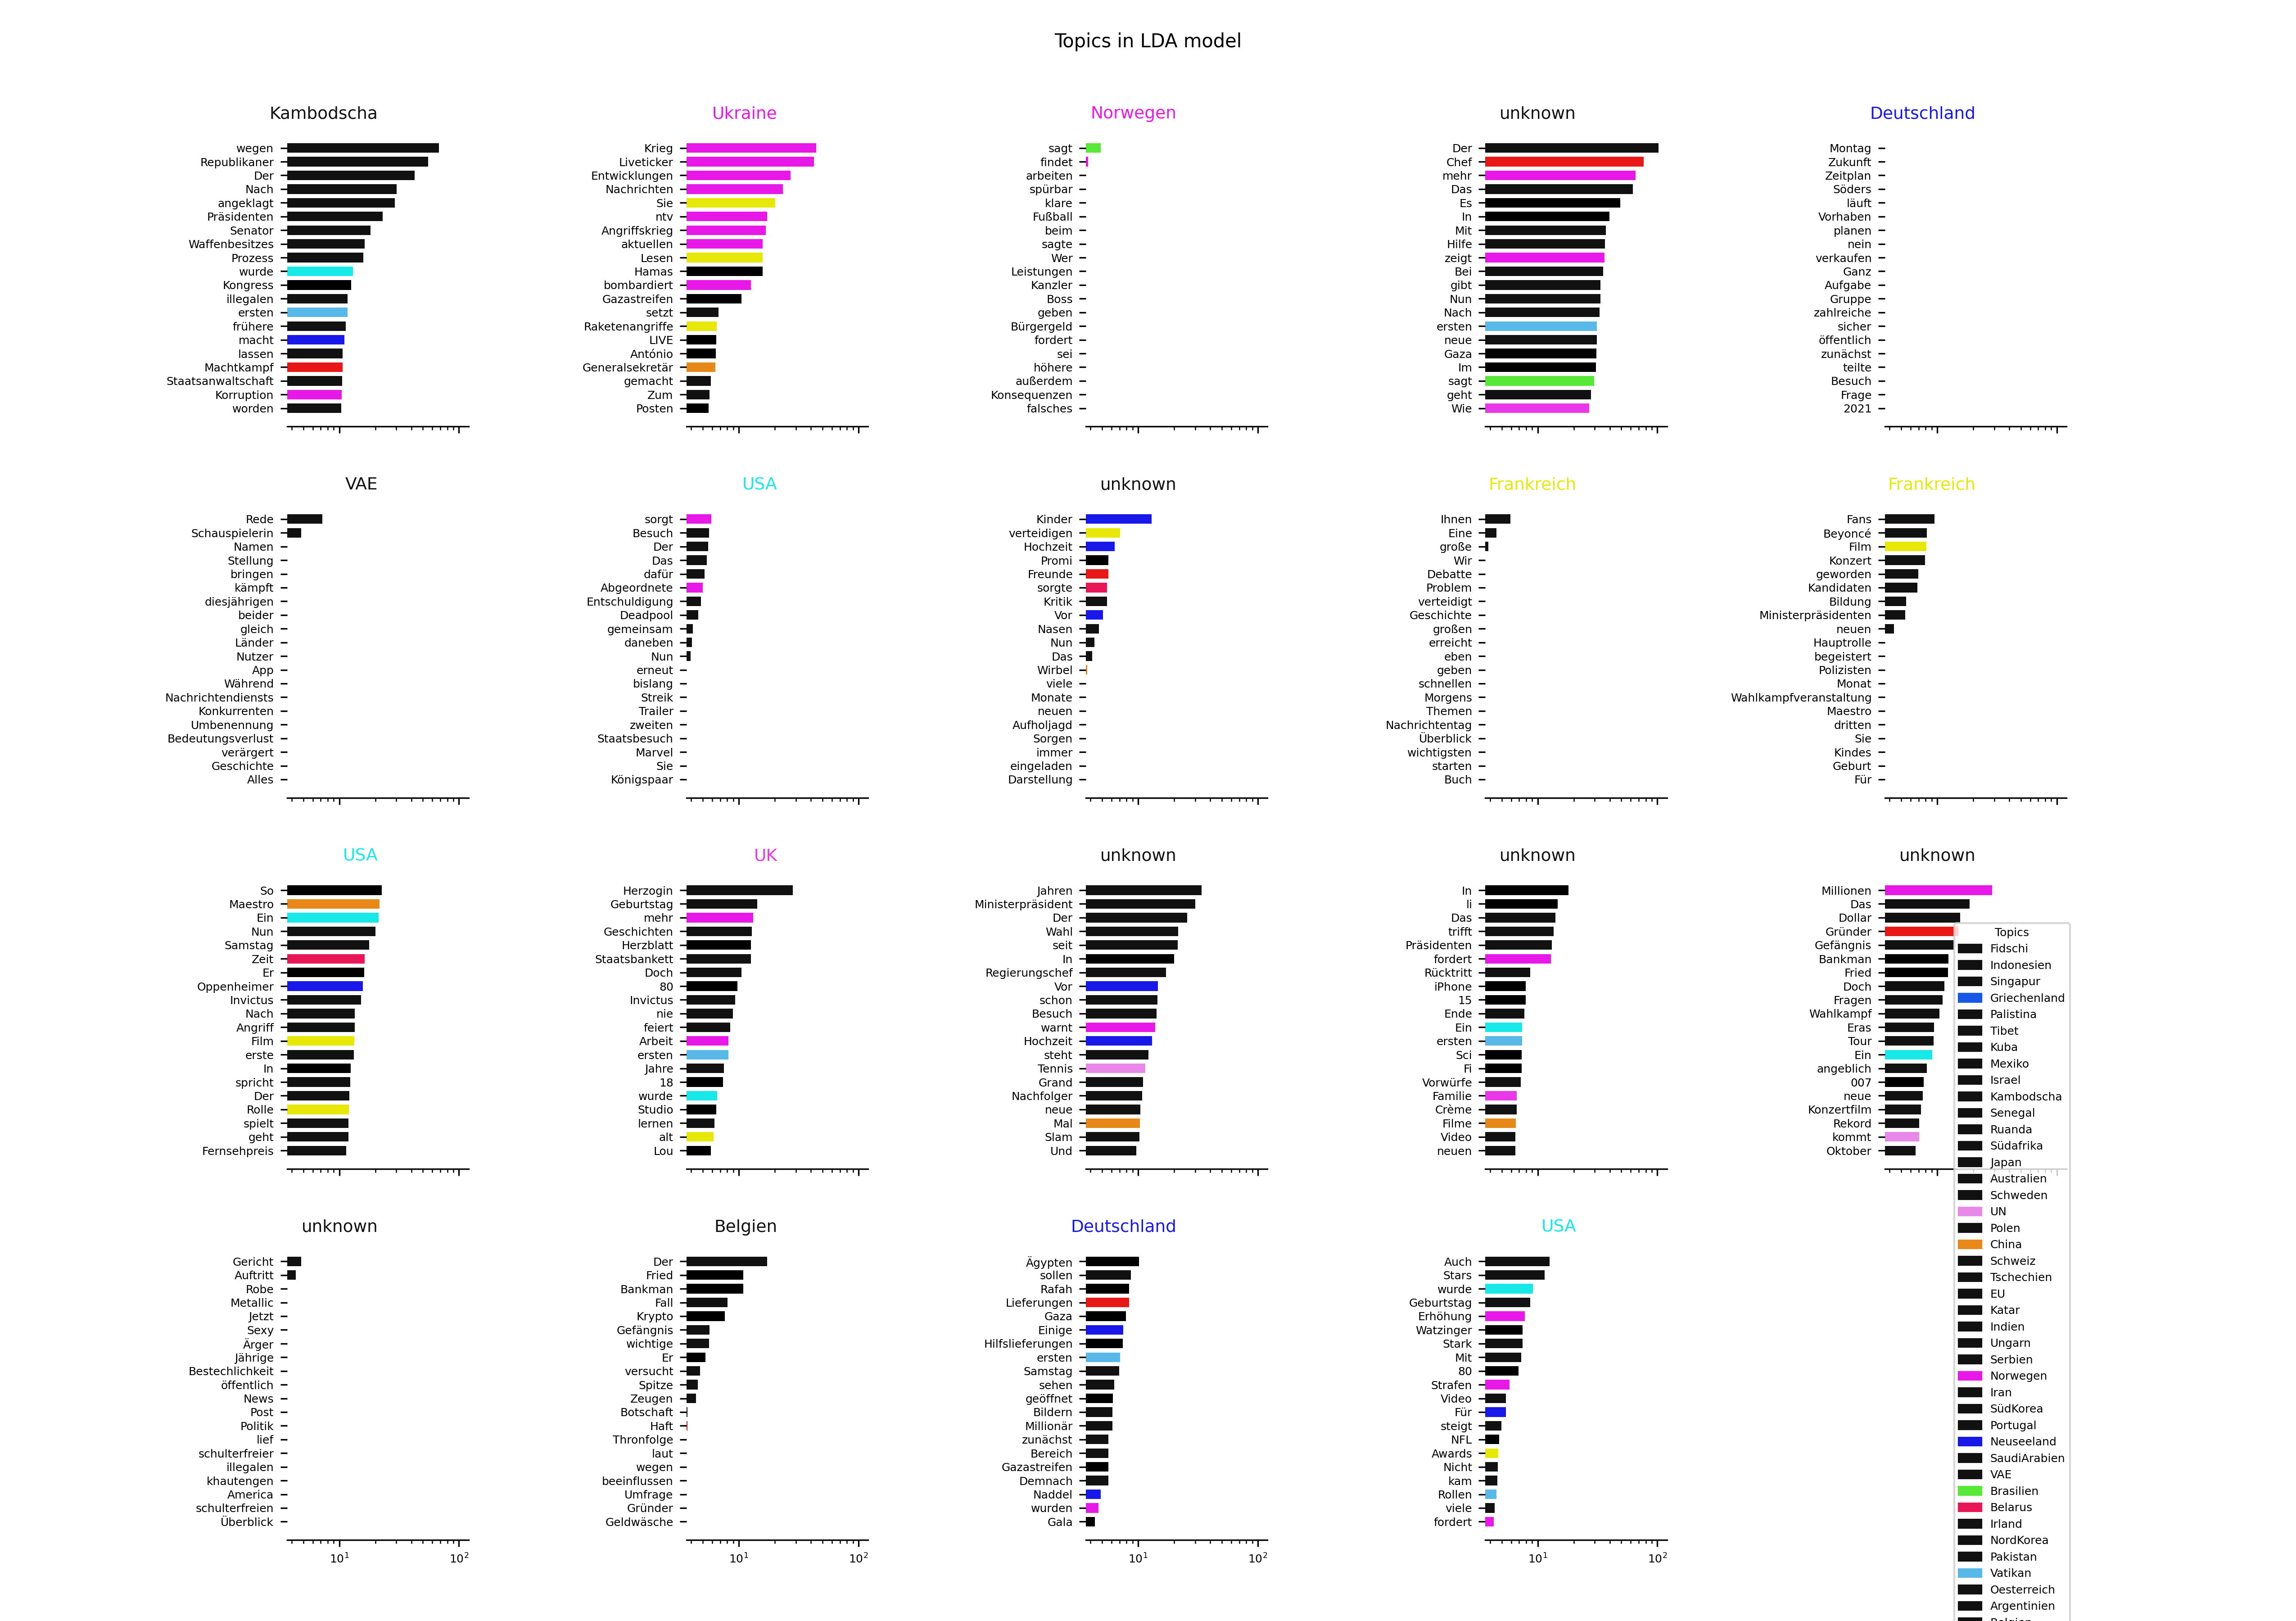 Topics in LDA model
Kambodscha
wegen
Republikaner
Der
Nach
angeklagt
Präsidenten
Senator
Waffenbesitzes
Prozess
wurde
Kongress
illegalen
ersten
frühere
macht
lassen
Machtkampf
Staatsanwaltschaft
Korruption
worden
Ukraine
Krieg
Liveticker
Entwicklungen
Nachrichten
Sie
ntv
Angriffskrieg
aktuellen
Lesen
Hamas
bombardiert
Gazastreifen
setzt
Raketenangriffe
LIVE
António
Generalsekretär
gemacht
Zum
Posten
Norwegen
sagt
findet
arbeiten
spürbar
klare
Fußball
beim
sagte
Wer
Leistungen
Kanzler
Boss
geben
Bürgergeld
fordert
sei
höhere
außerdem
Konsequenzen
falsches
unknown
Der
Chef
mehr
Das
Es
In
Mit
Hilfe
zeigt
Bei
gibt
Nun
Nach
ersten
neue
Gaza
Im
sagt
geht
Wie
Deutschland
Montag
Zukunft
Zeitplan
Söders
läuft
Vorhaben
planen
nein
verkaufen
Ganz
Aufgabe
Gruppe
zahlreiche
sicher
öffentlich
zunächst
teilte
Besuch
Frage
2021
VAE
Rede
Schauspielerin
Namen
Stellung
bringen
kämpft
diesjährigen
beider
gleich
Länder
Nutzer
App
Während
Nachrichtendiensts
Konkurrenten
Umbenennung
Bedeutungsverlust
verärgert
Geschichte
Alles
USA
sorgt
Besuch
Der
Das
dafür
Abgeordnete
Entschuldigung
Deadpool
gemeinsam
daneben
Nun
erneut
bislang
Streik
Trailer
zweiten
Staatsbesuch
Marvel
Sie
Königspaar
unknown
Kinder
verteidigen
Hochzeit
Promi
Freunde
sorgte
Kritik
Vor
Nasen
Nun
Das
Wirbel
viele
Monate
neuen
Aufholjagd
Sorgen
immer
eingeladen
Darstellung
Frankreich
Ihnen
Eine
große
Wir
Debatte
Problem
verteidigt
Geschichte
großen
erreicht
eben
geben
schnellen
Morgens
Themen
Nachrichtentag
Überblick
wichtigsten
starten
Buch
Frankreich
Fans
Beyoncé
Film
Konzert
geworden
Kandidaten
Bildung
Ministerpräsidenten
neuen
Hauptrolle
begeistert
Polizisten
Monat
Wahlkampfveranstaltung
Maestro
dritten
Sie
Kindes
Geburt
Für
USA
So
Maestro
Ein
Nun
Samstag
Zeit
Er
Oppenheimer
Invictus
Nach
Angriff
Film
erste
In
spricht
Der
Rolle
spielt
geht
Fernsehpreis
UK
Herzogin
Geburtstag
mehr
Geschichten
Herzblatt
Staatsbankett
Doch
80
Invictus
nie
feiert
Arbeit
ersten
Jahre
18
wurde
Studio
lernen
alt
Lou
unknown
Jahren
Ministerpräsident
Der
Wahl
seit
In
Regierungschef
Vor
schon
Besuch
warnt
Hochzeit
steht
Tennis
Grand
Nachfolger
neue
Mal
Slam
Und
unknown
In
li
Das
trifft
Präsidenten
fordert
Rücktritt
iPhone
15
Ende
Ein
ersten
Sci
Fi
Vorwürfe
Familie
Crème
Filme
Video
neuen
unknown
Millionen
Das
Dollar
Gründer
Gefängnis
Bankman
Fried
Doch
Fragen
Wahlkampf
Eras
Tour
Ein
angeblich
007
neue
Konzertfilm
Rekord
kommt
Oktober
unknown
Gericht
Auftritt
Robe
Metallic
Jetzt
Sexy
Ärger
Jährige
Bestechlichkeit
öffentlich
News
Post
Politik
lief
schulterfreier
illegalen
khautengen
America
schulterfreien
Überblick
10¹ 10²
Belgien
Der
Fried
Bankman
Fall
Krypto
Gefängnis
wichtige
Er
versucht
Spitze
Zeugen
Botschaft
Haft
Thronfolge
laut
wegen
beeinflussen
Umfrage
Gründer
Geldwäsche
10¹ 10²
Deutschland
Ägypten
sollen
Rafah
Lieferungen
Gaza
Einige
Hilfslieferungen
ersten
Samstag
sehen
geöffnet
Bildern
Millionär
zunächst
Bereich
Gazastreifen
Demnach
Naddel
wurden
Gala
10¹ 10²
USA
Auch
Stars
wurde
Geburtstag
Erhöhung
Watzinger
Stark
Mit
80
Strafen
Video
Für
steigt
NFL
Awards
Nicht
kam
Rollen
viele
fordert
10¹ 10²
Topics
Fidschi
Indonesien
Singapur
Griechenland
Palistina
Tibet
Kuba
Mexiko
Israel
Kambodscha
Senegal
Ruanda
Südafrika
Japan
Australien
Schweden
UN
Polen
China
Schweiz
Tschechien
EU
Katar
Indien
Ungarn
Serbien
Norwegen
Iran
SüdKorea
Portugal
Neuseeland
SaudiArabien
VAE
Brasilien
Belarus
Irland
NordKorea
Pakistan
Vatikan
Oesterreich
Argentinien